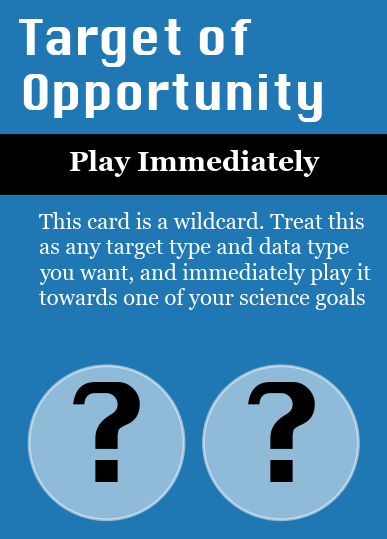 Target of
Opportunity
Play Immediately
This card is a wildcard. Treat this
as any target type and data type
you want, and immediately play it
towards one of your science goals
? ?